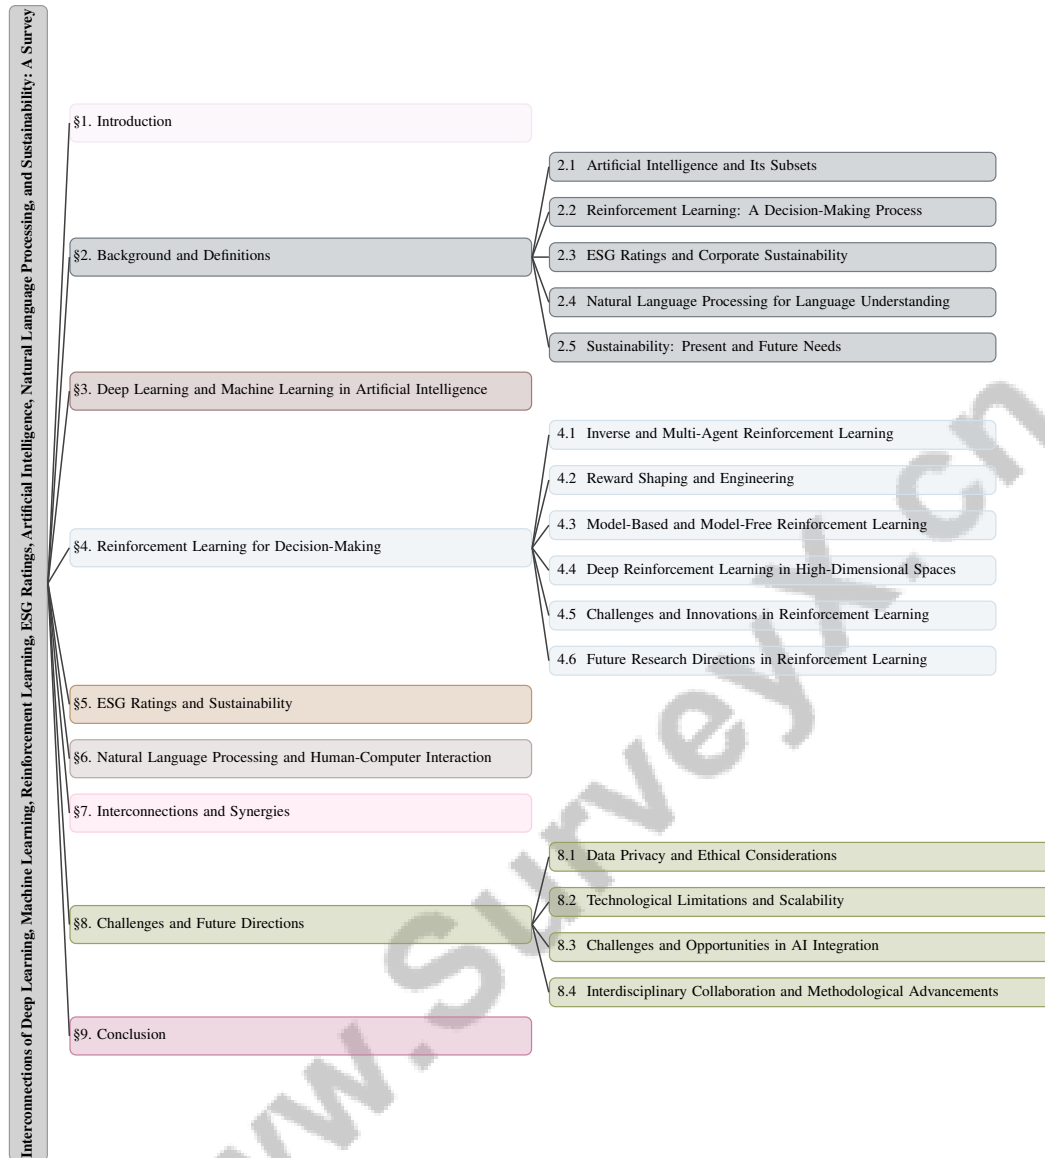 Interconnections of Deep Learning, Machine Learning, Reinforcement Learning, ESG Ratings, Artificial Intelligence, Natural Language Processing, and Sustainability: A Survey
§1. Introduction
§2. Background and Definitions
2.1 Artificial Intelligence and Its Subsets
2.2 Reinforcement Learning: A Decision-Making Process
2.3 ESG Ratings and Corporate Sustainability
2.4 Natural Language Processing for Language Understanding
2.5 Sustainability: Present and Future Needs
§3. Deep Learning and Machine Learning in Artificial Intelligence
§4. Reinforcement Learning for Decision-Making
4.1 Inverse and Multi-Agent Reinforcement Learning
4.2 Reward Shaping and Engineering
4.3 Model-Based and Model-Free Reinforcement Learning
4.4 Deep Reinforcement Learning in High-Dimensional Spaces
4.5 Challenges and Innovations in Reinforcement Learning
4.6 Future Research Directions in Reinforcement Learning
§5. ESG Ratings and Sustainability
§6. Natural Language Processing and Human-Computer Interaction
§7. Interconnections and Synergies
§8. Challenges and Future Directions
8.1 Data Privacy and Ethical Considerations
8.2 Technological Limitations and Scalability
8.3 Challenges and Opportunities in AI Integration
8.4 Interdisciplinary Collaboration and Methodological Advancements
§9. Conclusion
www.SurveyX.cn